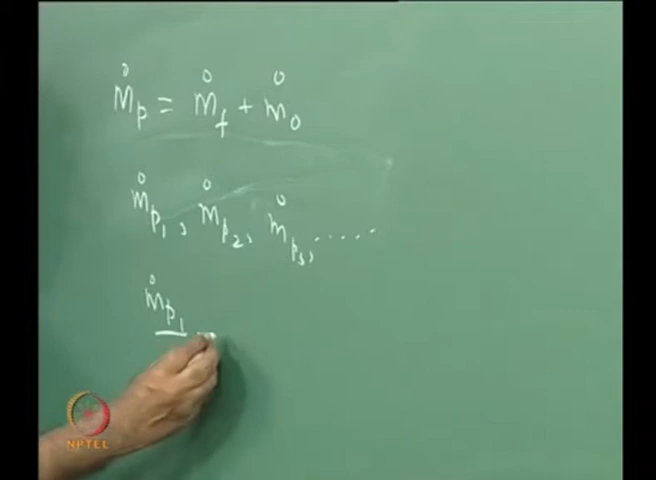 ṁp = ṁf + ṁo
ṁp1, ṁp2, ṁp3, .....
ṁp1
NPTEL